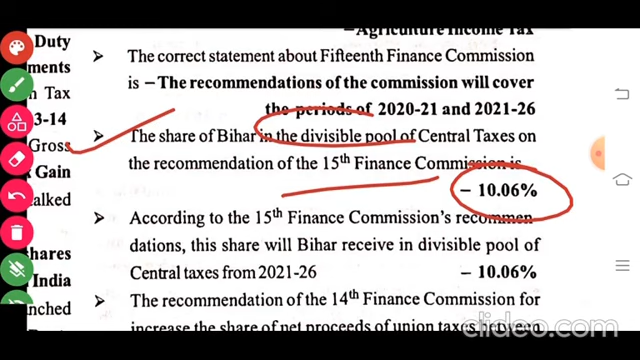 – Agriculture Income Tax
Duty
The correct statement about Fifteenth Finance Commission
ments
is – The recommendations of the commission will cover
Tax
the periods of 2020-21 and 2021-26
3-14
The share of Bihar in the divisible pool of Central Taxes on
Gross
the recommendation of the 15th Finance Commission is
Gain
– 10.06%
talked
According to the 15th Finance Commission's recommen
dations, this share will Bihar receive in divisible pool of
hares
Central taxes from 2021-26 – 10.06%
India
The recommendation of the 14th Finance Commission for
nched
increase the share of net proceeds of union taxes between
clideo.com